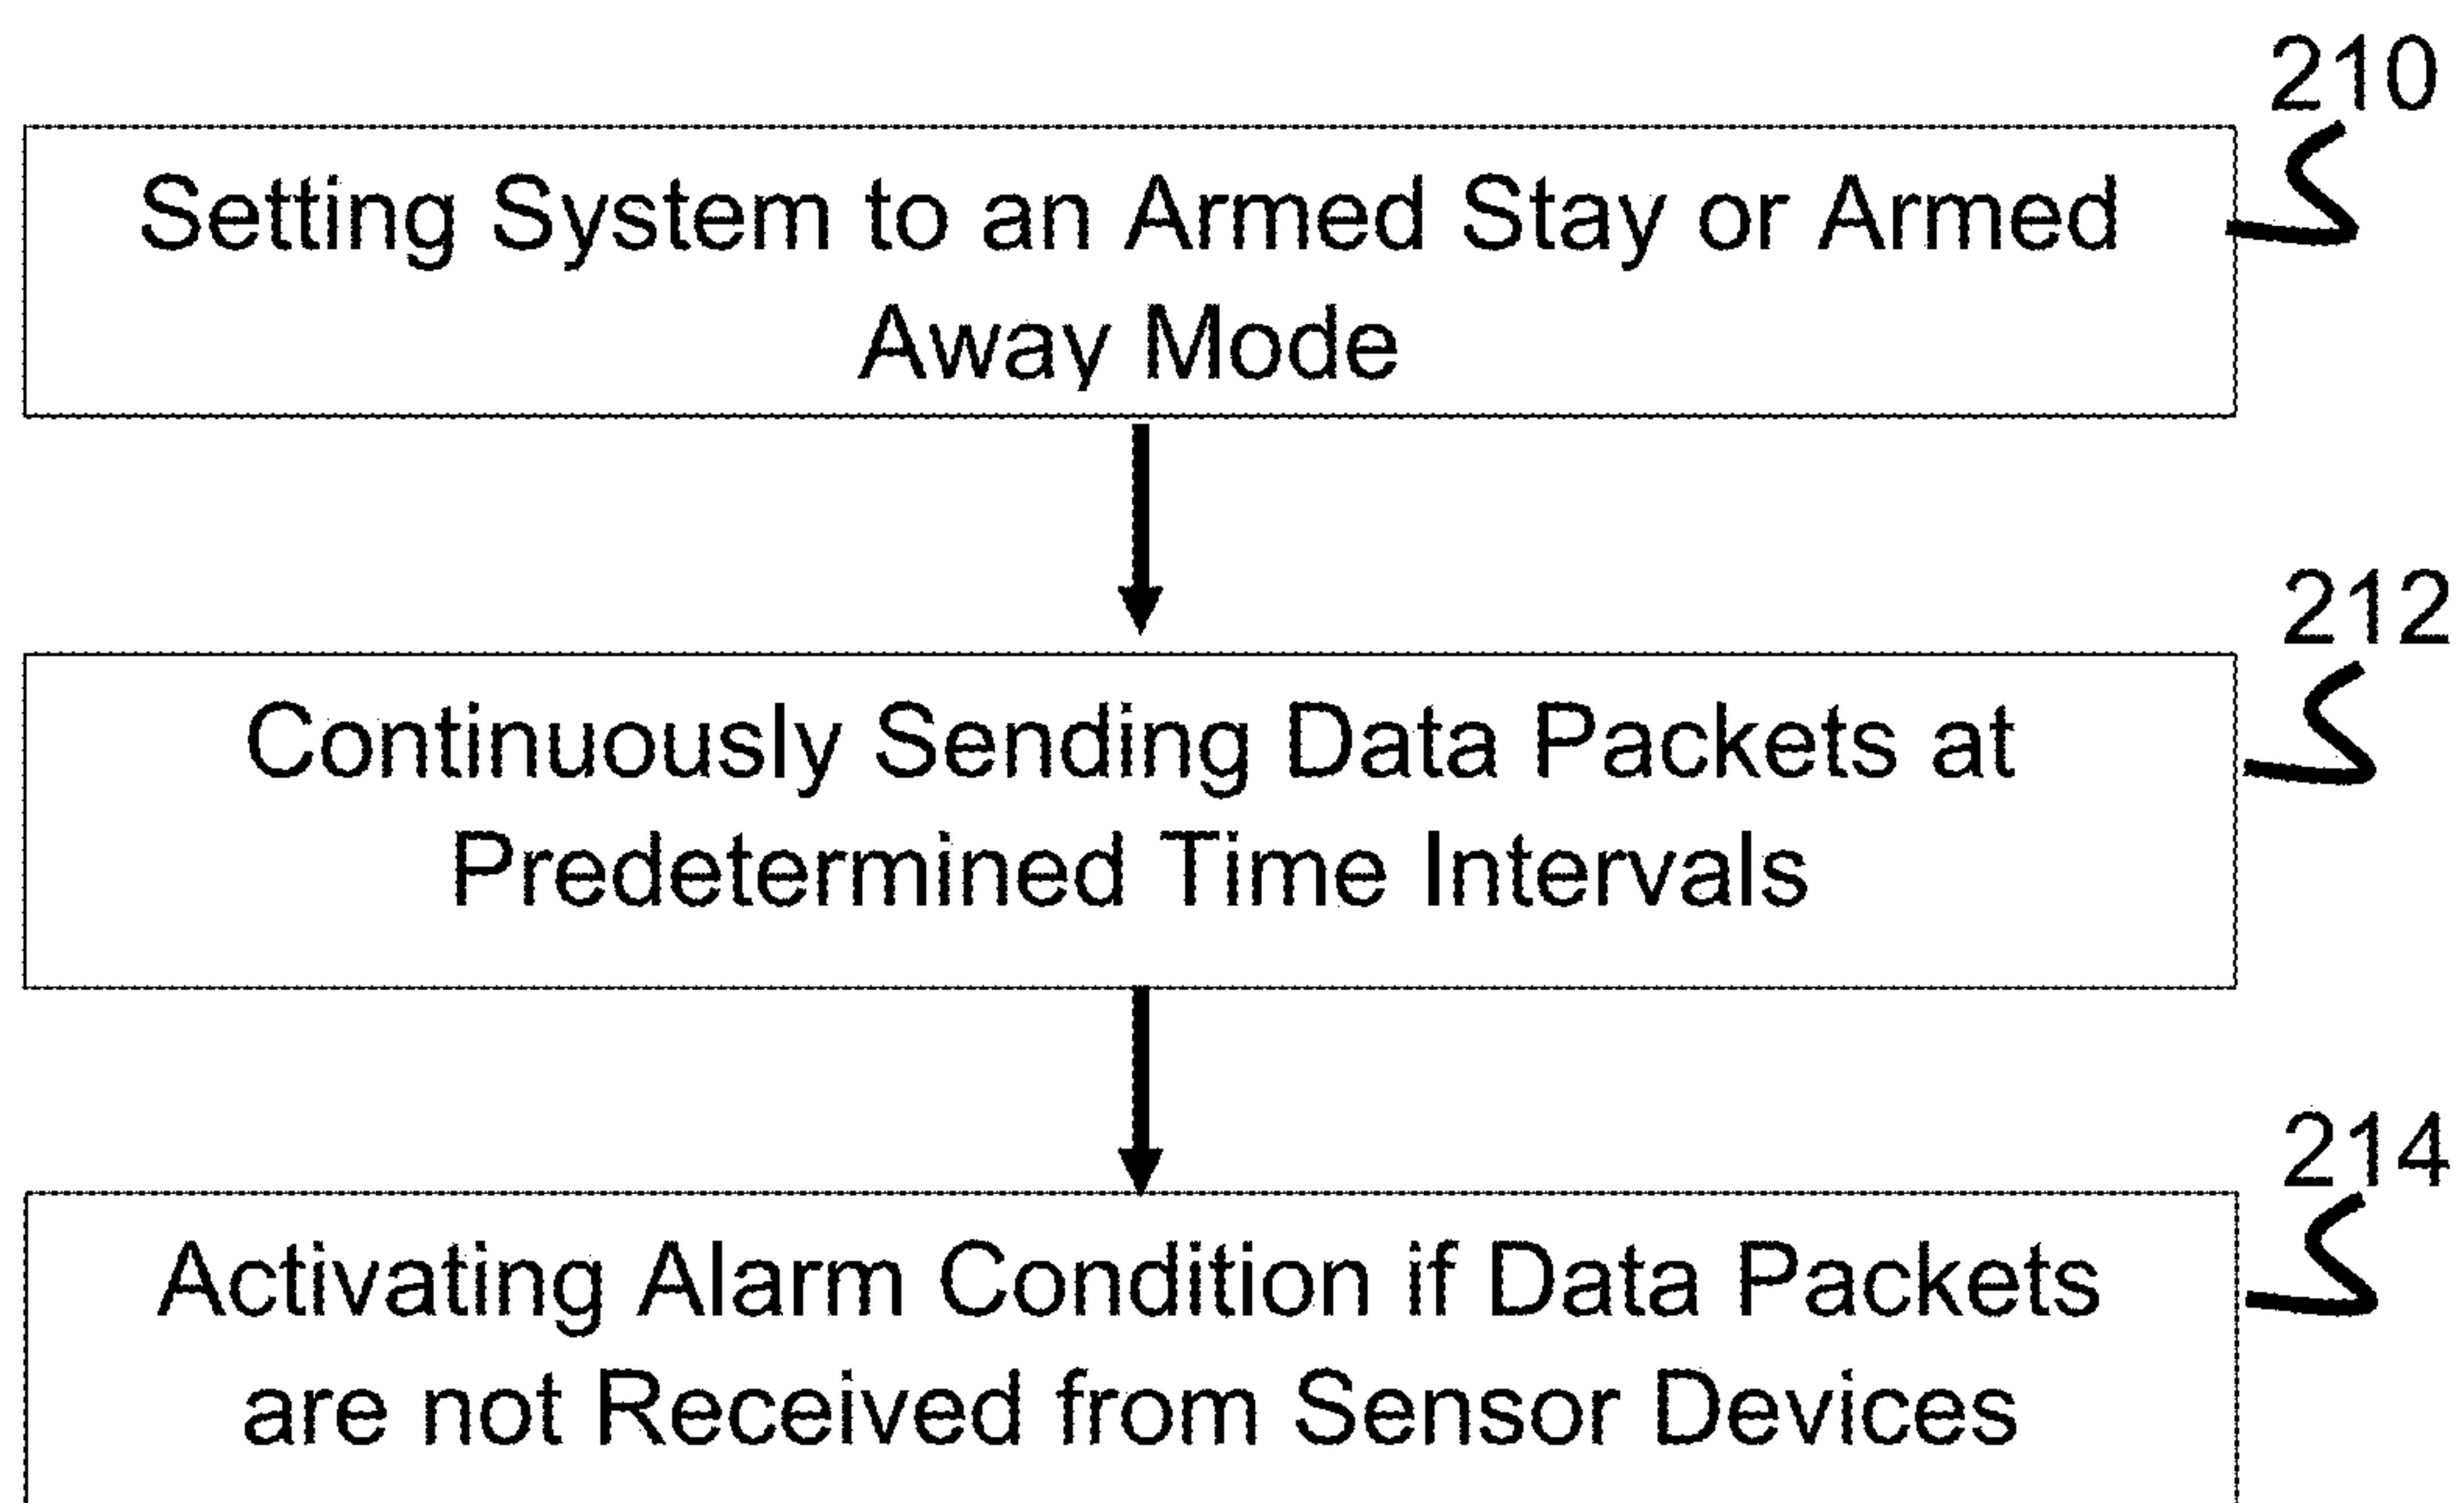 210
Setting System to an Armed Stay or Armed
Away Mode
212
Continuously Sending Data Packets at
Predetermined Time Intervals
214
Activating Alarm Condition if Data Packets
are not Received from Sensor Devices